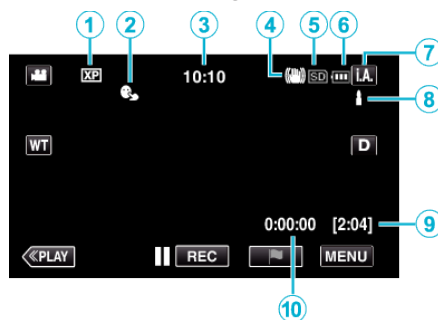 1 2 3 4 5 6 7
XP 10:10 SD i.A.
8
WT D
0:00:00 [2:04] 9
≪PLAY REC MENU
10